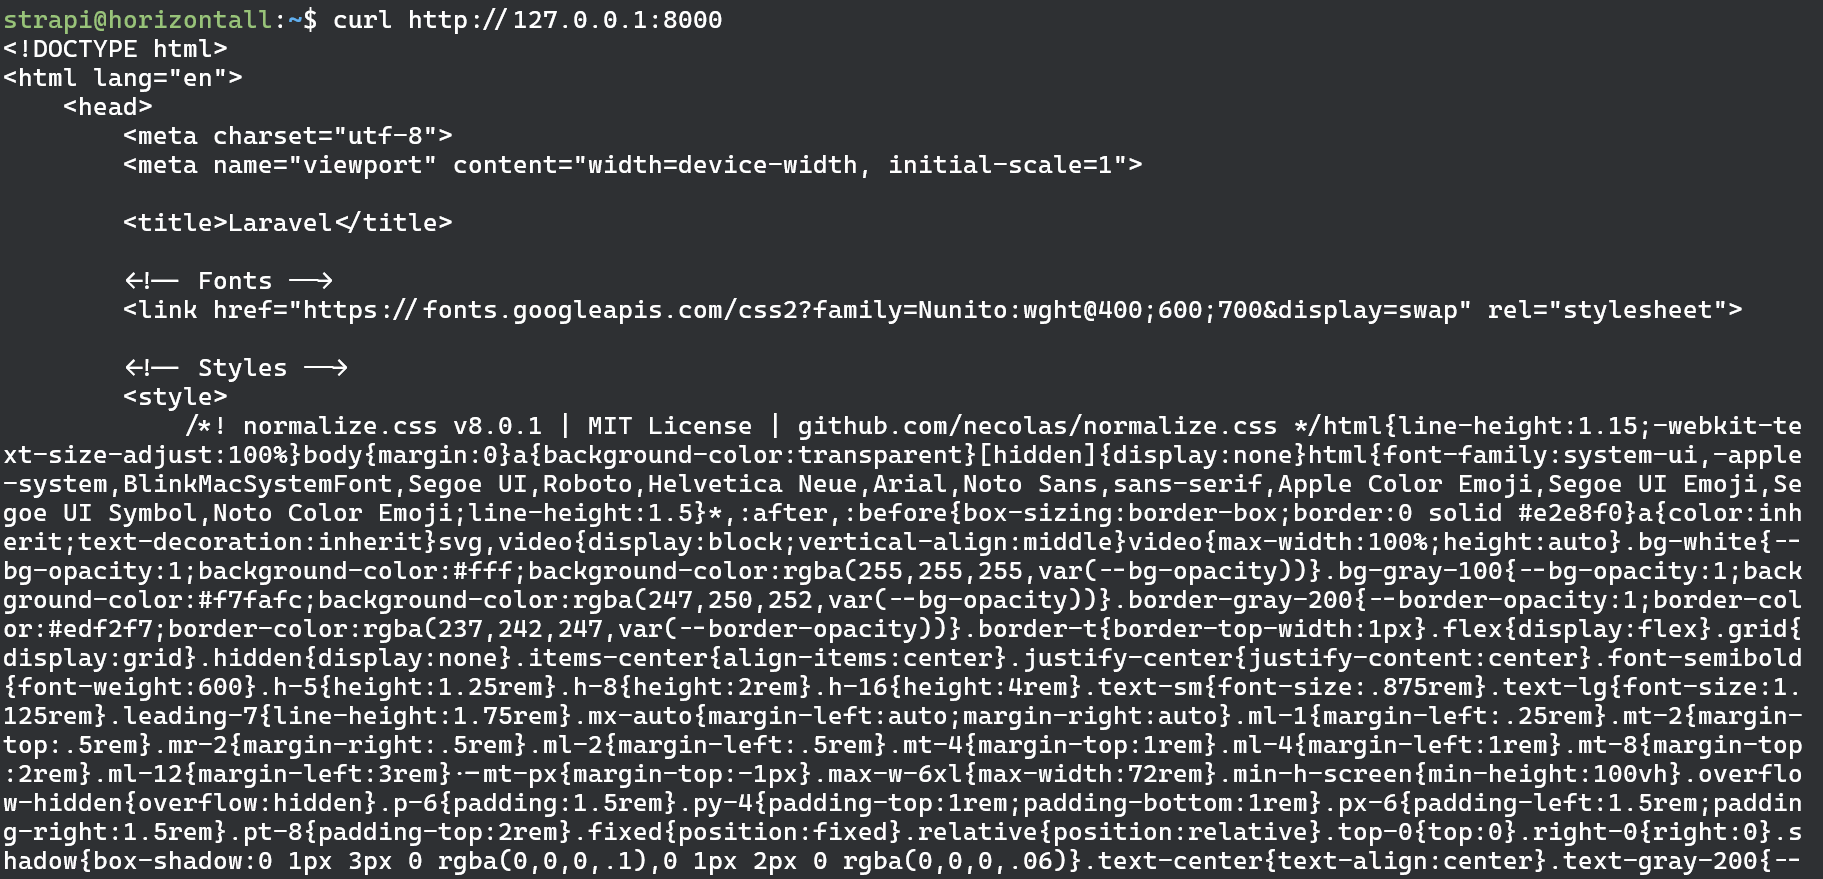 strapi@horizontall:~$ curl http://127.0.0.1:8000
<!DOCTYPE html>
<html lang="en">
    <head>
        <meta charset="utf-8">
        <meta name="viewport" content="width=device-width, initial-scale=1">

        <title>Laravel</title>

        <!-- Fonts -->
        <link href="https://fonts.googleapis.com/css2?family=Nunito:wght@400;600;700&display=swap" rel="stylesheet">

        <!-- Styles -->
        <style>
            /*! normalize.css v8.0.1 | MIT License | github.com/necolas/normalize.css */html{line-height:1.15;-webkit-te
xt-size-adjust:100%}body{margin:0}a{background-color:transparent}[hidden]{display:none}html{font-family:system-ui,-apple
-system,BlinkMacSystemFont,Segoe UI,Roboto,Helvetica Neue,Arial,Noto Sans,sans-serif,Apple Color Emoji,Segoe UI Emoji,Se
goe UI Symbol,Noto Color Emoji;line-height:1.5}*,:after,:before{box-sizing:border-box;border:0 solid #e2e8f0}a{color:inh
erit;text-decoration:inherit}svg,video{display:block;vertical-align:middle}video{max-width:100%;height:auto}.bg-white{--
bg-opacity:1;background-color:#fff;background-color:rgba(255,255,255,var(--bg-opacity))}.bg-gray-100{--bg-opacity:1;back
ground-color:#f7fafc;background-color:rgba(247,250,252,var(--bg-opacity))}.border-gray-200{--border-opacity:1;border-col
or:#edf2f7;border-color:rgba(237,242,247,var(--border-opacity))}.border-t{border-top-width:1px}.flex{display:flex}.grid{
display:grid}.hidden{display:none}.items-center{align-items:center}.justify-center{justify-content:center}.font-semibold
{font-weight:600}.h-5{height:1.25rem}.h-8{height:2rem}.h-16{height:4rem}.text-sm{font-size:.875rem}.text-lg{font-size:1.
125rem}.leading-7{line-height:1.75rem}.mx-auto{margin-left:auto;margin-right:auto}.ml-1{margin-left:.25rem}.mt-2{margin-
top:.5rem}.mr-2{margin-right:.5rem}.ml-2{margin-left:.5rem}.mt-4{margin-top:1rem}.ml-4{margin-left:1rem}.mt-8{margin-top
:2rem}.ml-12{margin-left:3rem}.-mt-px{margin-top:-1px}.max-w-6xl{max-width:72rem}.min-h-screen{min-height:100vh}.overflo
w-hidden{overflow:hidden}.p-6{padding:1.5rem}.py-4{padding-top:1rem;padding-bottom:1rem}.px-6{padding-left:1.5rem;paddin
g-right:1.5rem}.pt-8{padding-top:2rem}.fixed{position:fixed}.relative{position:relative}.top-0{top:0}.right-0{right:0}.s
hadow{box-shadow:0 1px 3px 0 rgba(0,0,0,.1),0 1px 2px 0 rgba(0,0,0,.06)}.text-center{text-align:center}.text-gray-200{--